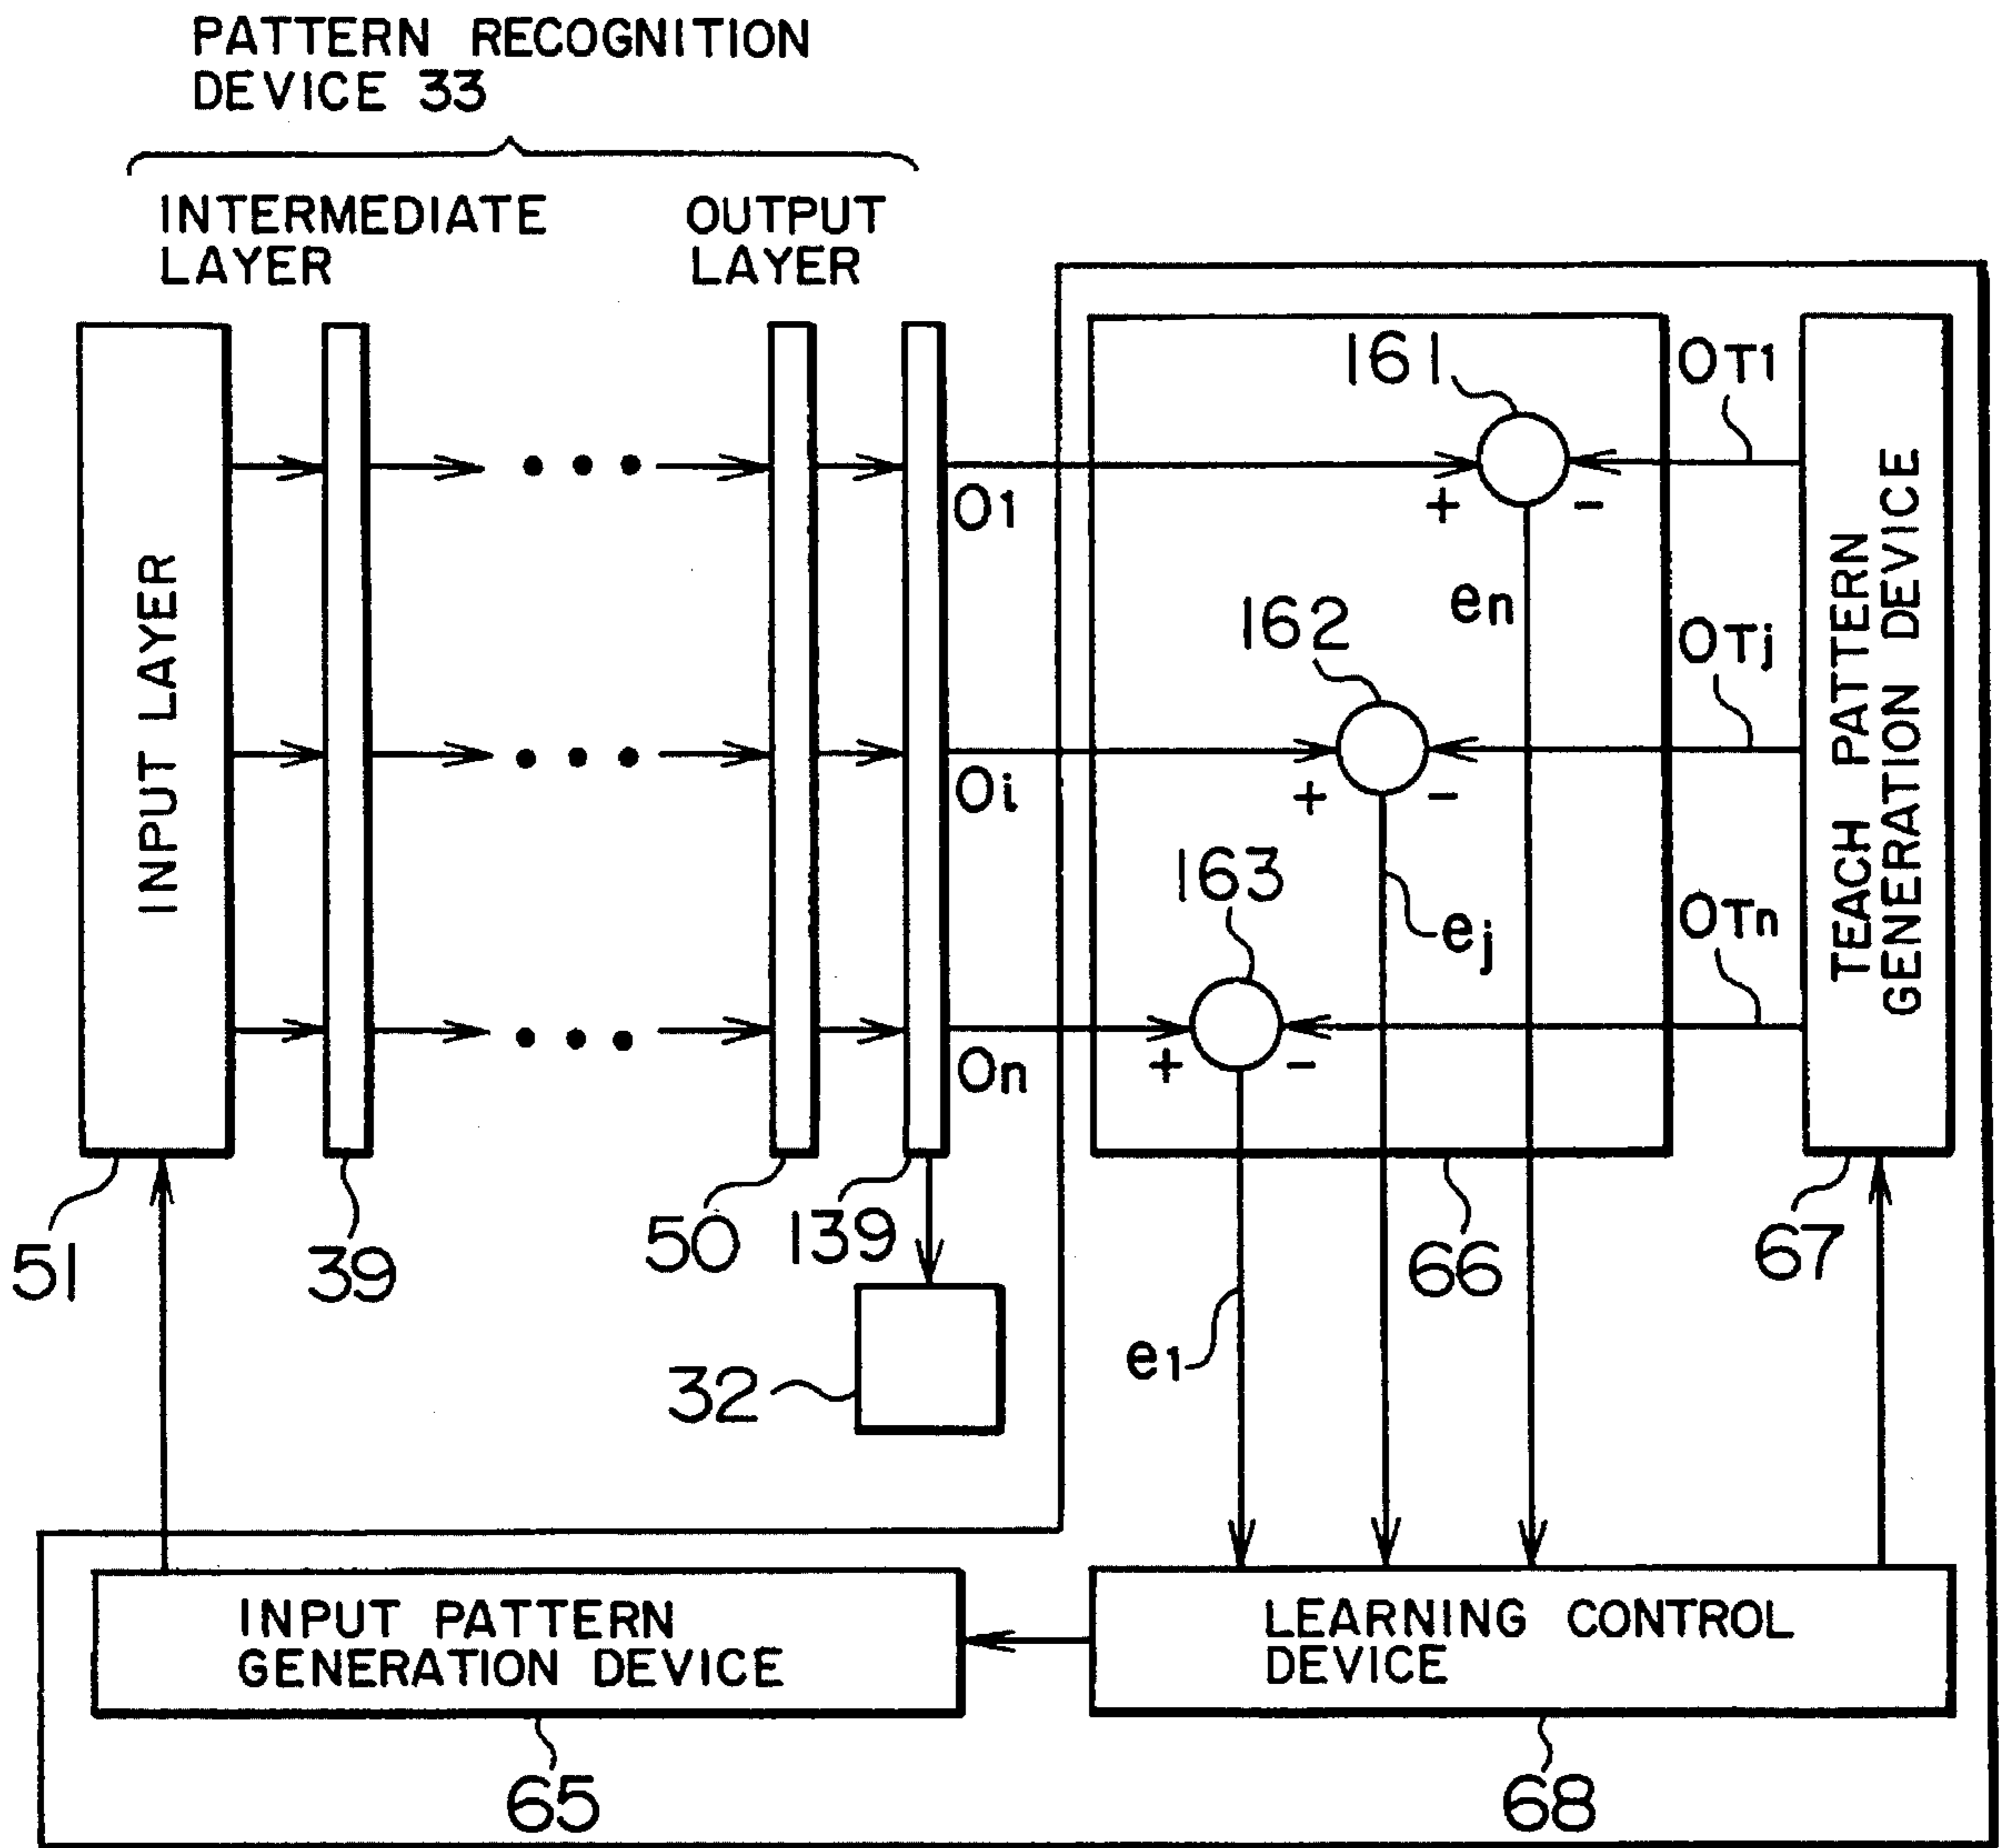 PATTERN RECOGNITION
DEVICE 33
INTERMEDIATE
LAYER
OUTPUT
LAYER
INPUT LAYER
O1
Oi
On
161
162
163
+
-
+
-
+
-
en
ej
e1
OT1
OTj
OTn
TEACH PATTERN
GENERATION DEVICE
51
39
50
139
32
66
67
INPUT PATTERN
GENERATION DEVICE
LEARNING CONTROL
DEVICE
65
68